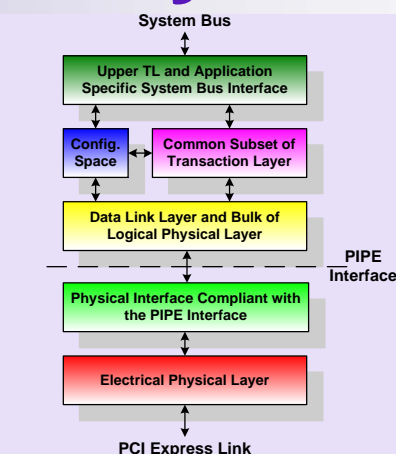 System Bus
Upper TL and Application
Specific System Bus Interface
Config.
Space
Common Subset of
Transaction Layer
Data Link Layer and Bulk of
Logical Physical Layer
PIPE
Interface
Physical Interface Compliant with
the PIPE Interface
Electrical Physical Layer
PCI Express Link